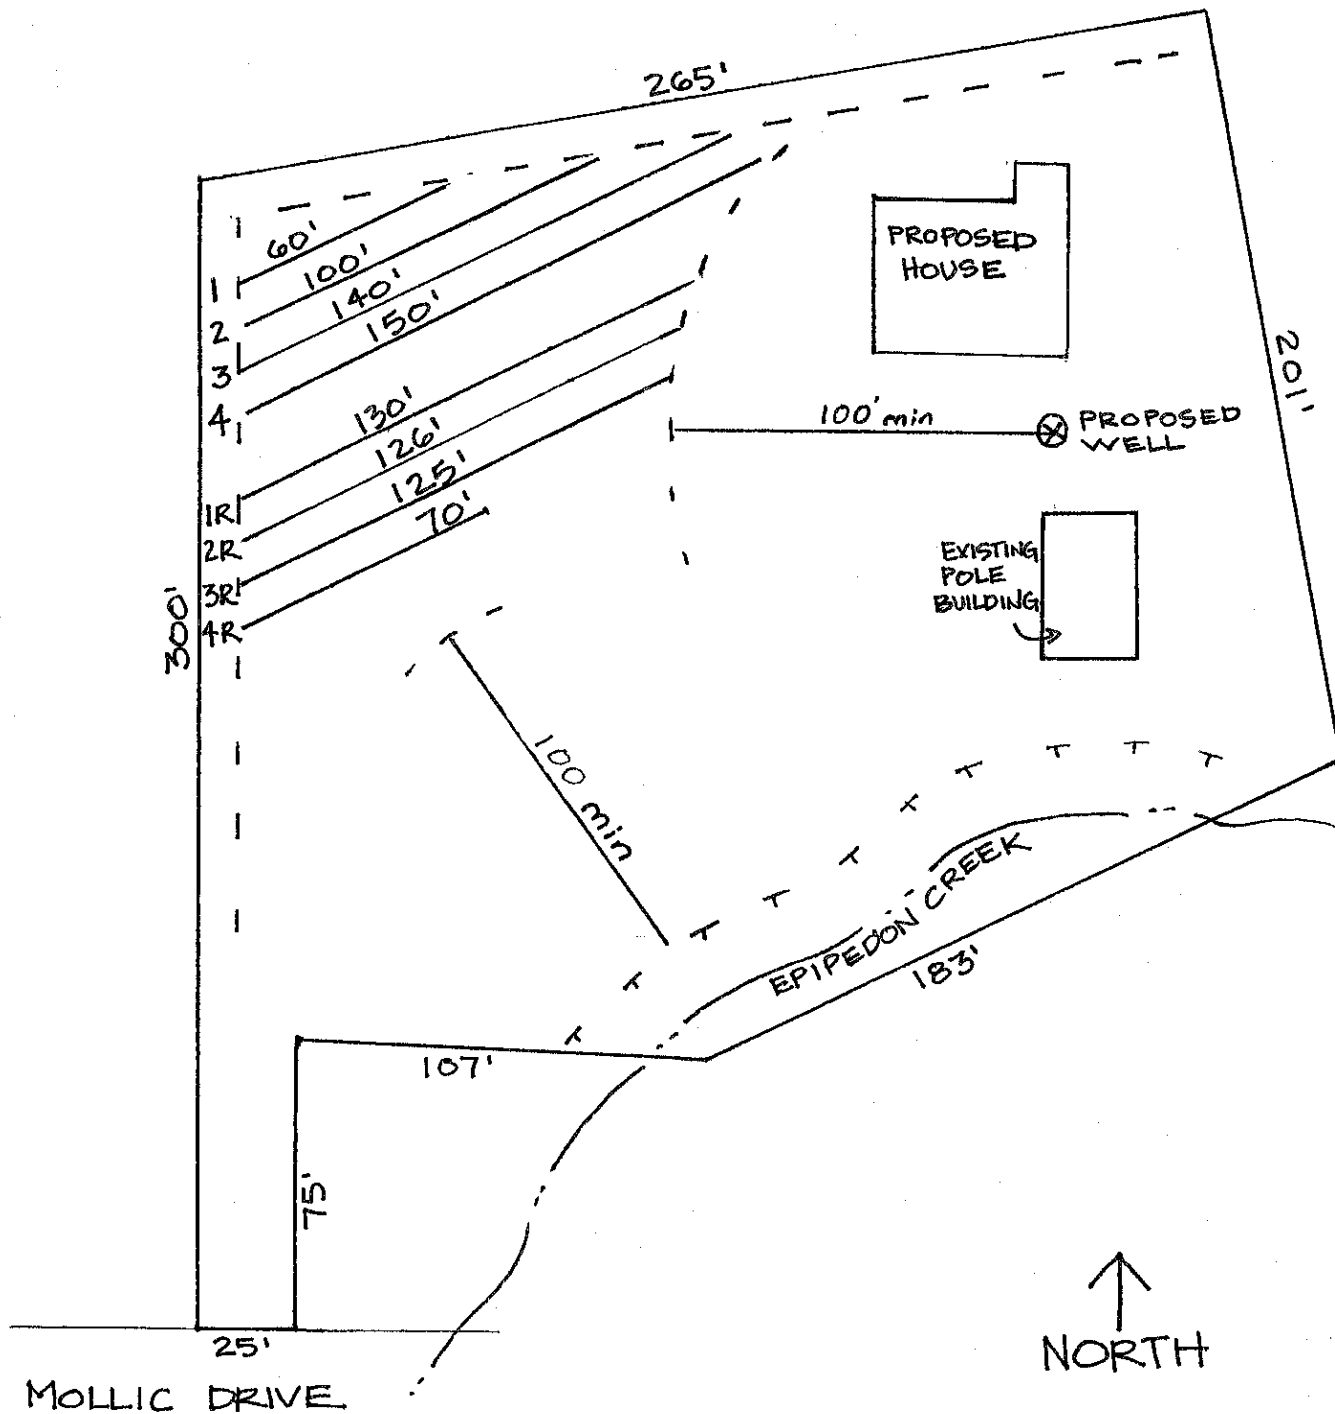 265'
60'
1
100'
2
140'
3
150'
4
PROPOSED
HOUSE
201'
130'
1R
126'
2R
125'
3R
70'
4R
100' min
PROPOSED
WELL
EXISTING
POLE
BUILDING
300'
100 min
EPIPEDON CREEK
183'
107'
75'
25'
MOLLIC DRIVE
NORTH